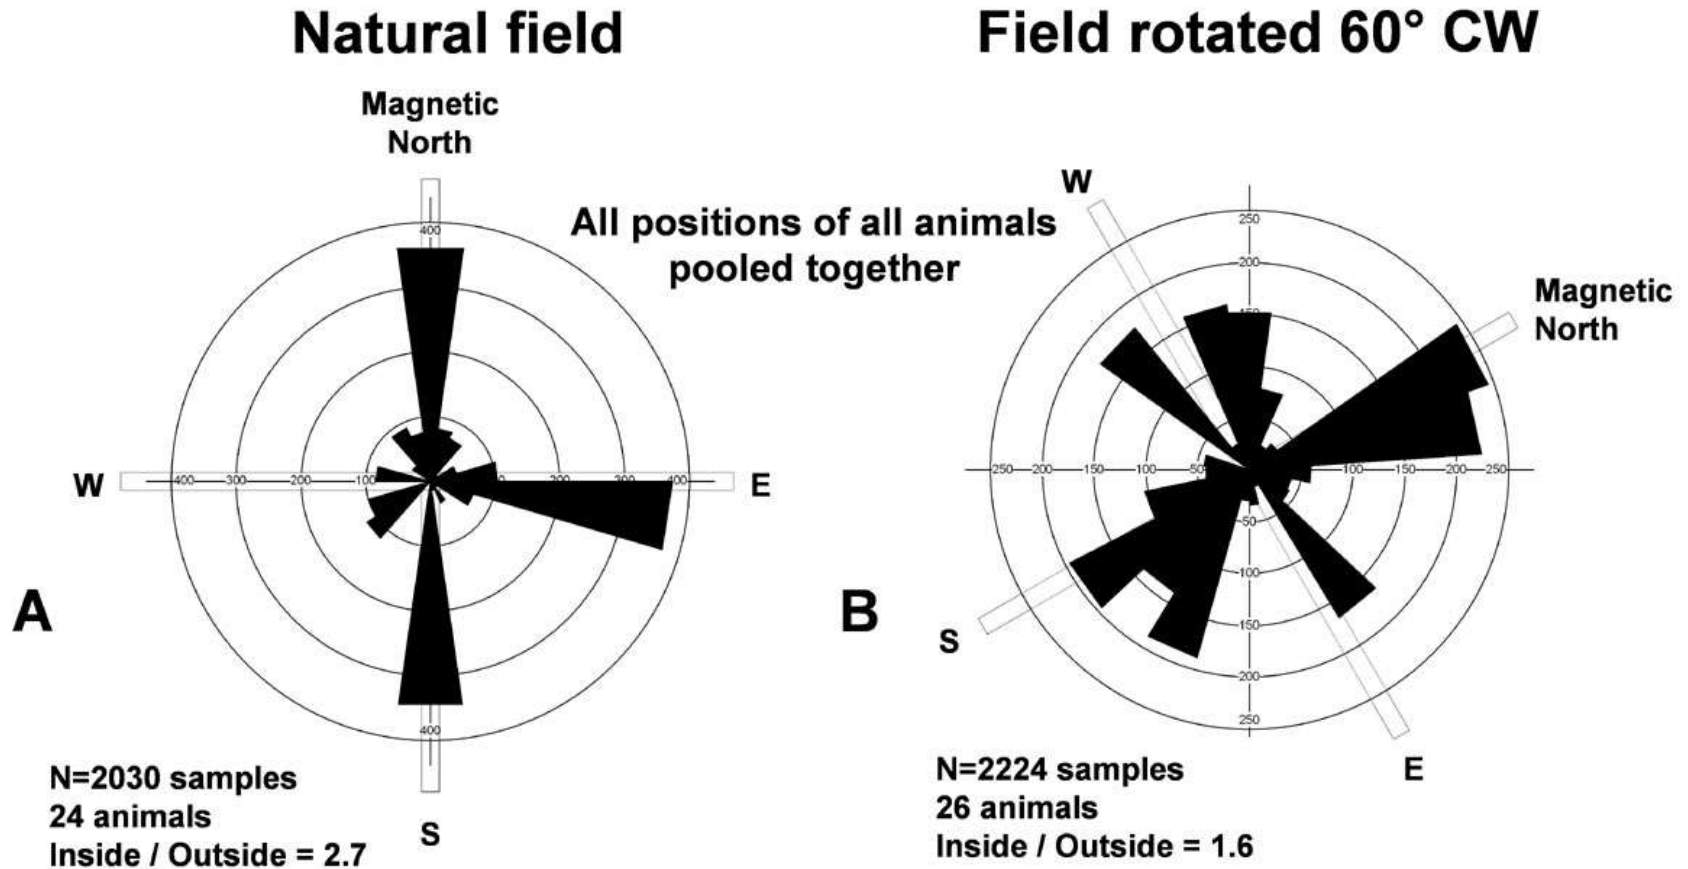 Natural field
Field rotated 60° CW
Magnetic
North
All positions of all animals
pooled together
400
W
400
300
200
100
200
300
400
E
400
S
A
N=2030 samples
24 animals
Inside / Outside = 2.7
W
Magnetic
North
250
200
150
250
200
150
100
50
100
150
200
250
50
100
150
200
250
S
E
B
N=2224 samples
26 animals
Inside / Outside = 1.6